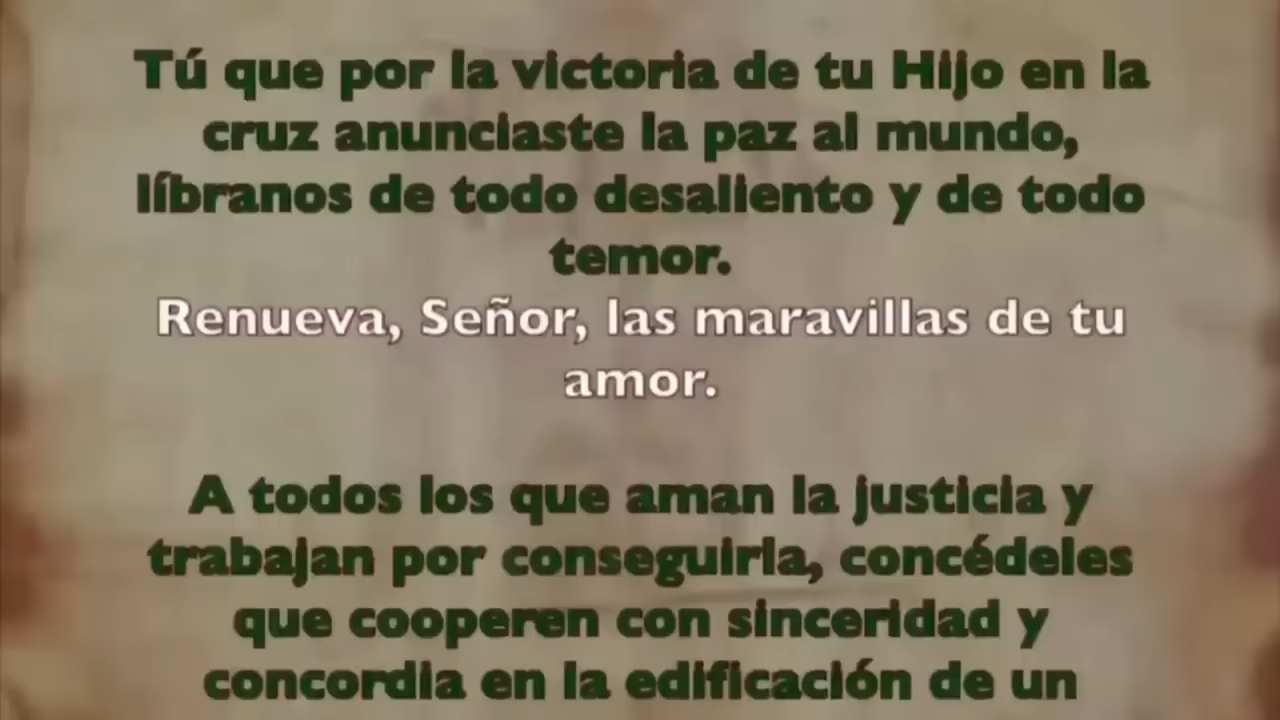 Tú que por la victoria de tu Hijo en la
cruz anunciaste la paz al mundo,
líbranos de todo desaliento y de todo
temor.
Renueva, Señor, las maravillas de tu
amor.
A todos los que aman la justicia y
trabajan por conseguirla, concédeles
que cooperen con sinceridad y
concordia en la edificación de un